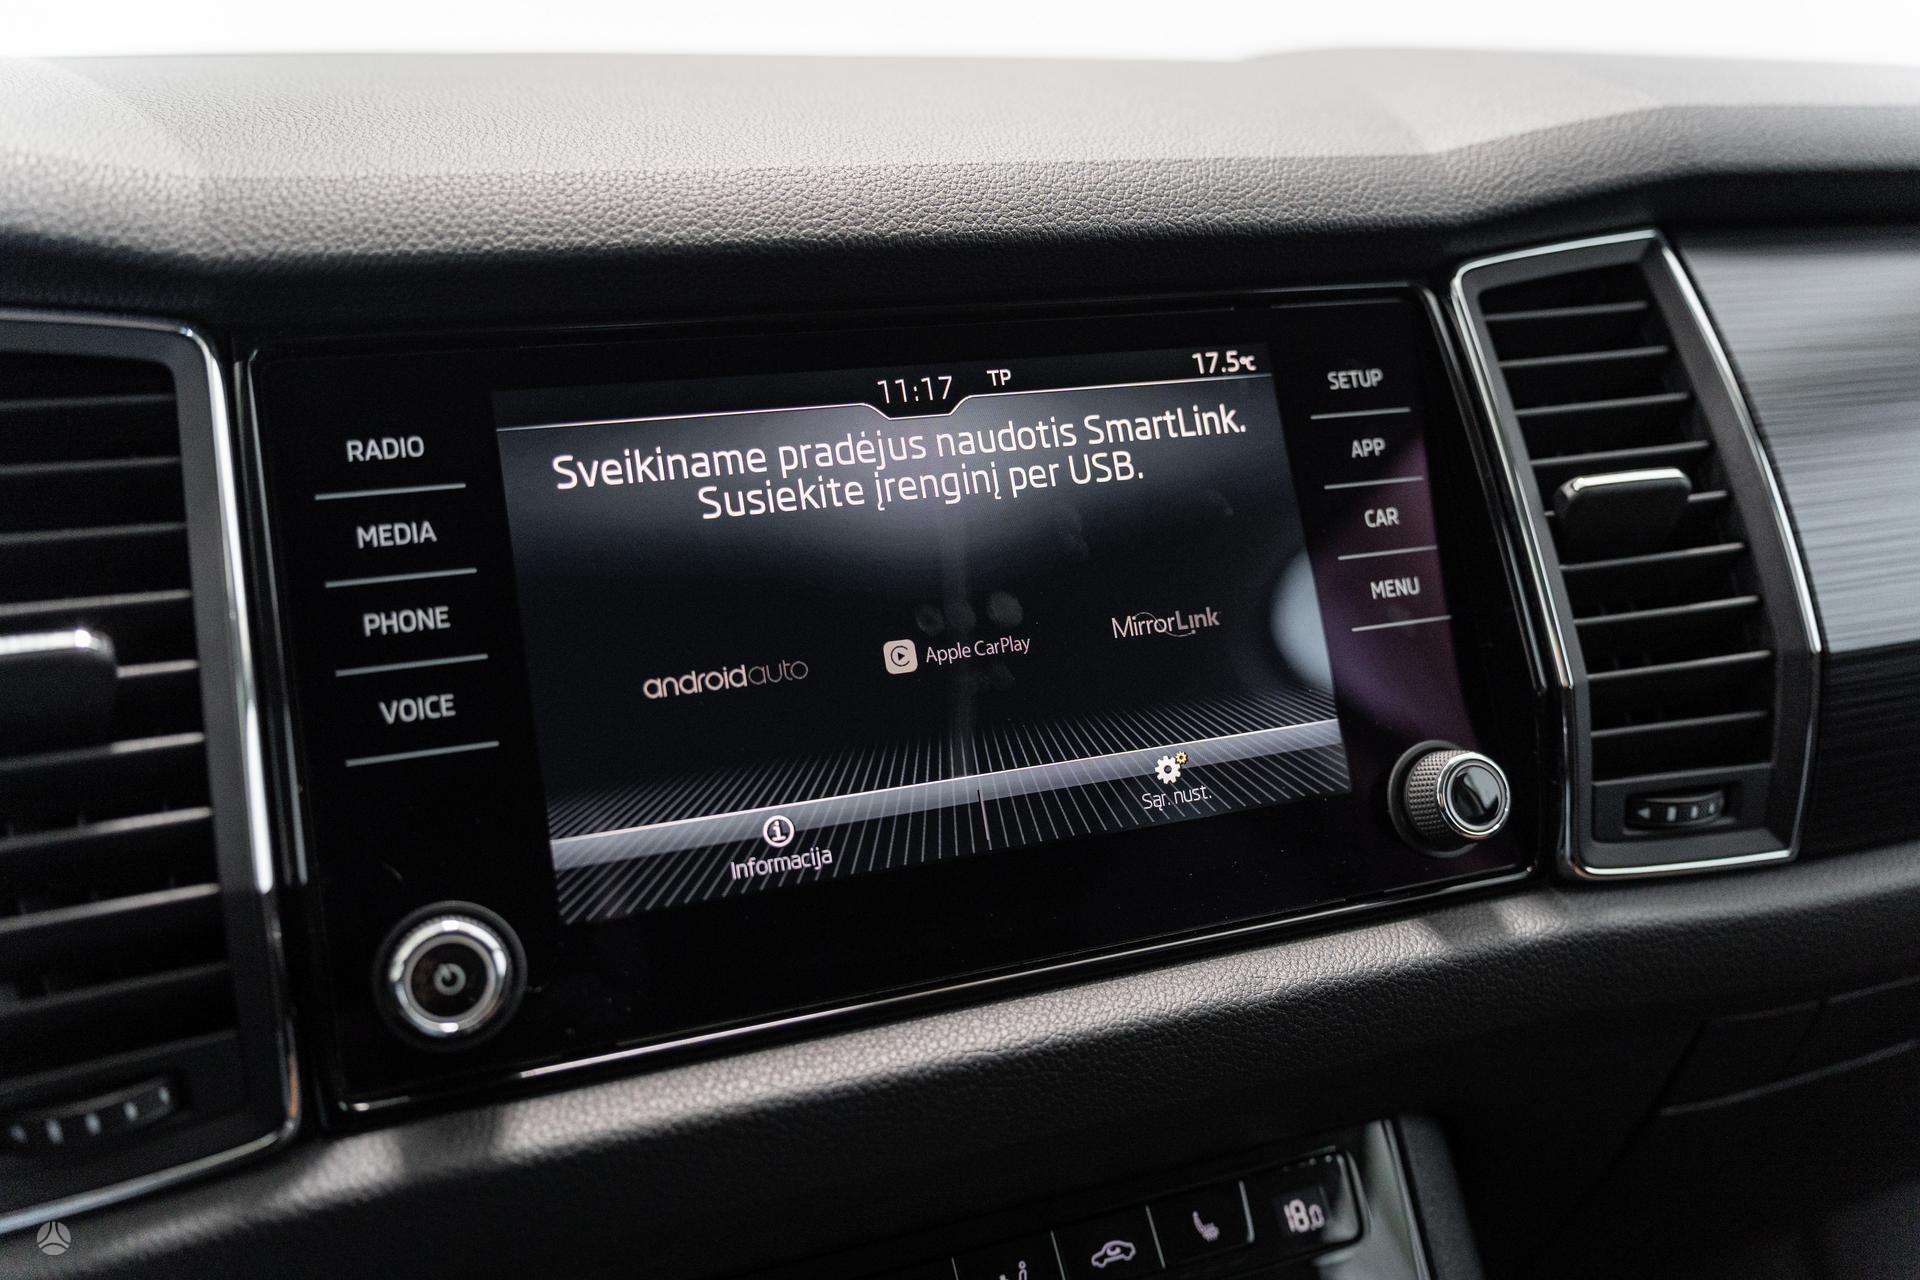 11:17 TP 17.5°C
Sveikiname pradėjus naudotis SmartLink.
Susiekite įrenginį per USB.
androidauto
Apple CarPlay
MirrorLink
Informacija
Sąr. nust.
RADIO
MEDIA
PHONE
VOICE
SETUP
APP
CAR
MENU
18.0